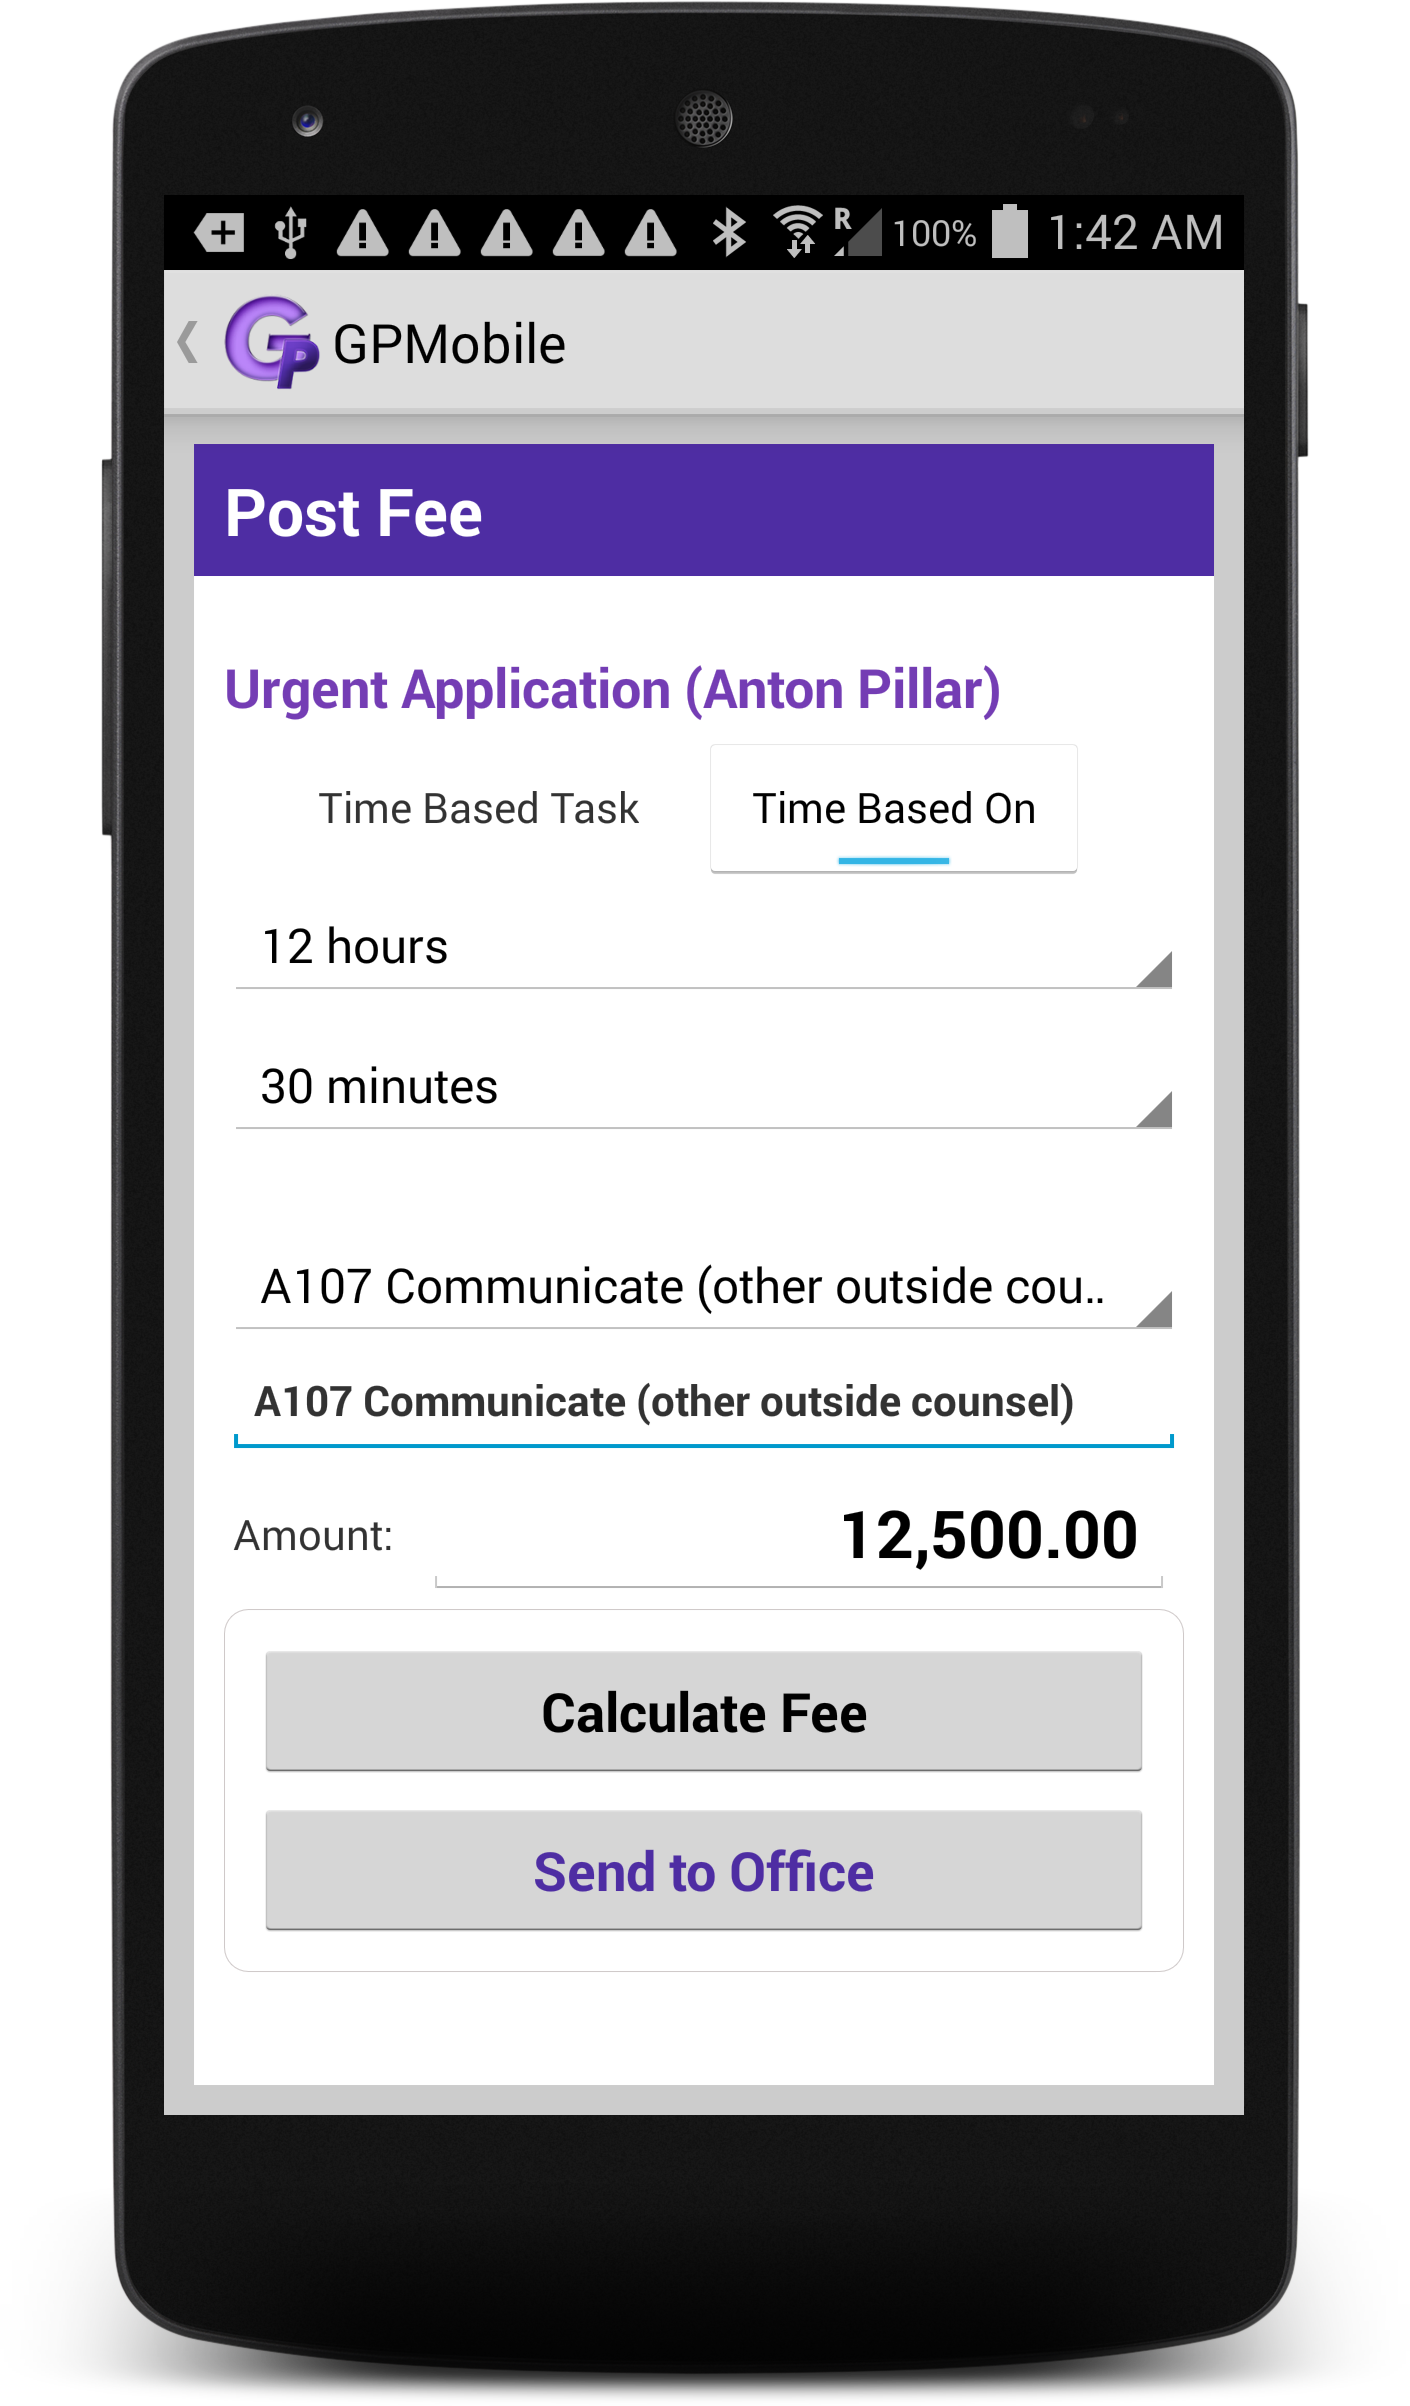 R 100% 1:42 AM
GP GPMobile
Post Fee
Urgent Application (Anton Pillar)
Time Based Task Time Based On
12 hours
30 minutes
A107 Communicate (other outside cou..
A107 Communicate (other outside counsel)
Amount: 12,500.00
Calculate Fee
Send to Office